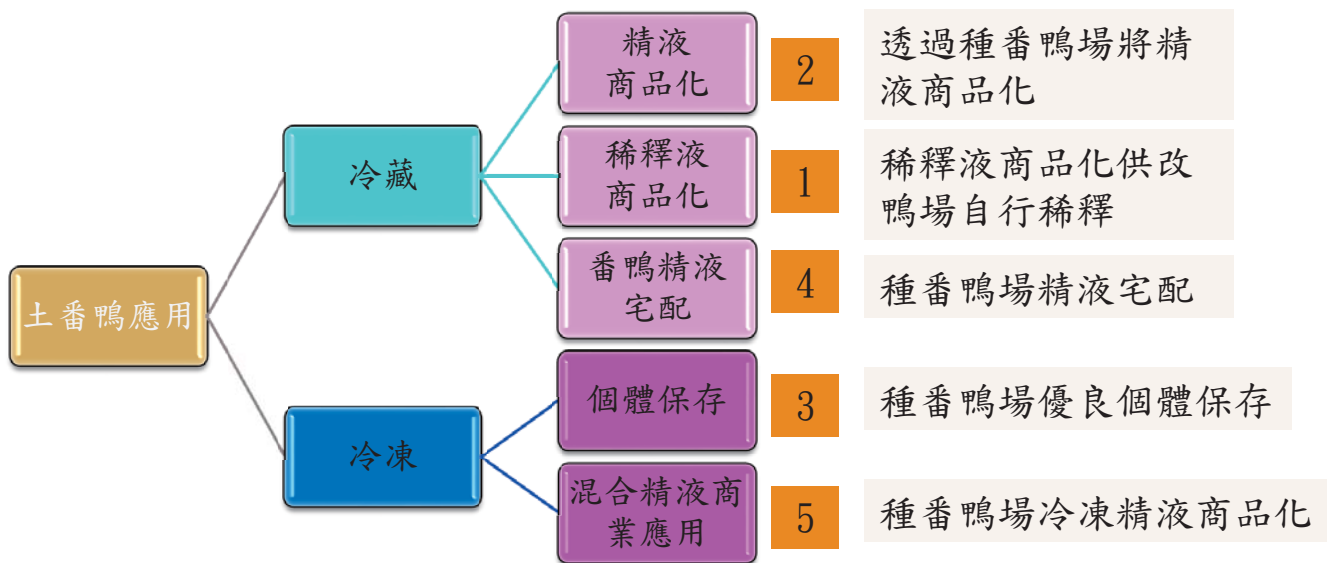 精液
商品化
2
透過種番鴨場將精
液商品化
冷藏
稀釋液
商品化
1
稀釋液商品化供改
鴨場自行稀釋
番鴨精液
宅配
4
種番鴨場精液宅配
土番鴨應用
個體保存
3
種番鴨場優良個體保存
冷凍
混合精液商
業應用
5
種番鴨場冷凍精液商品化